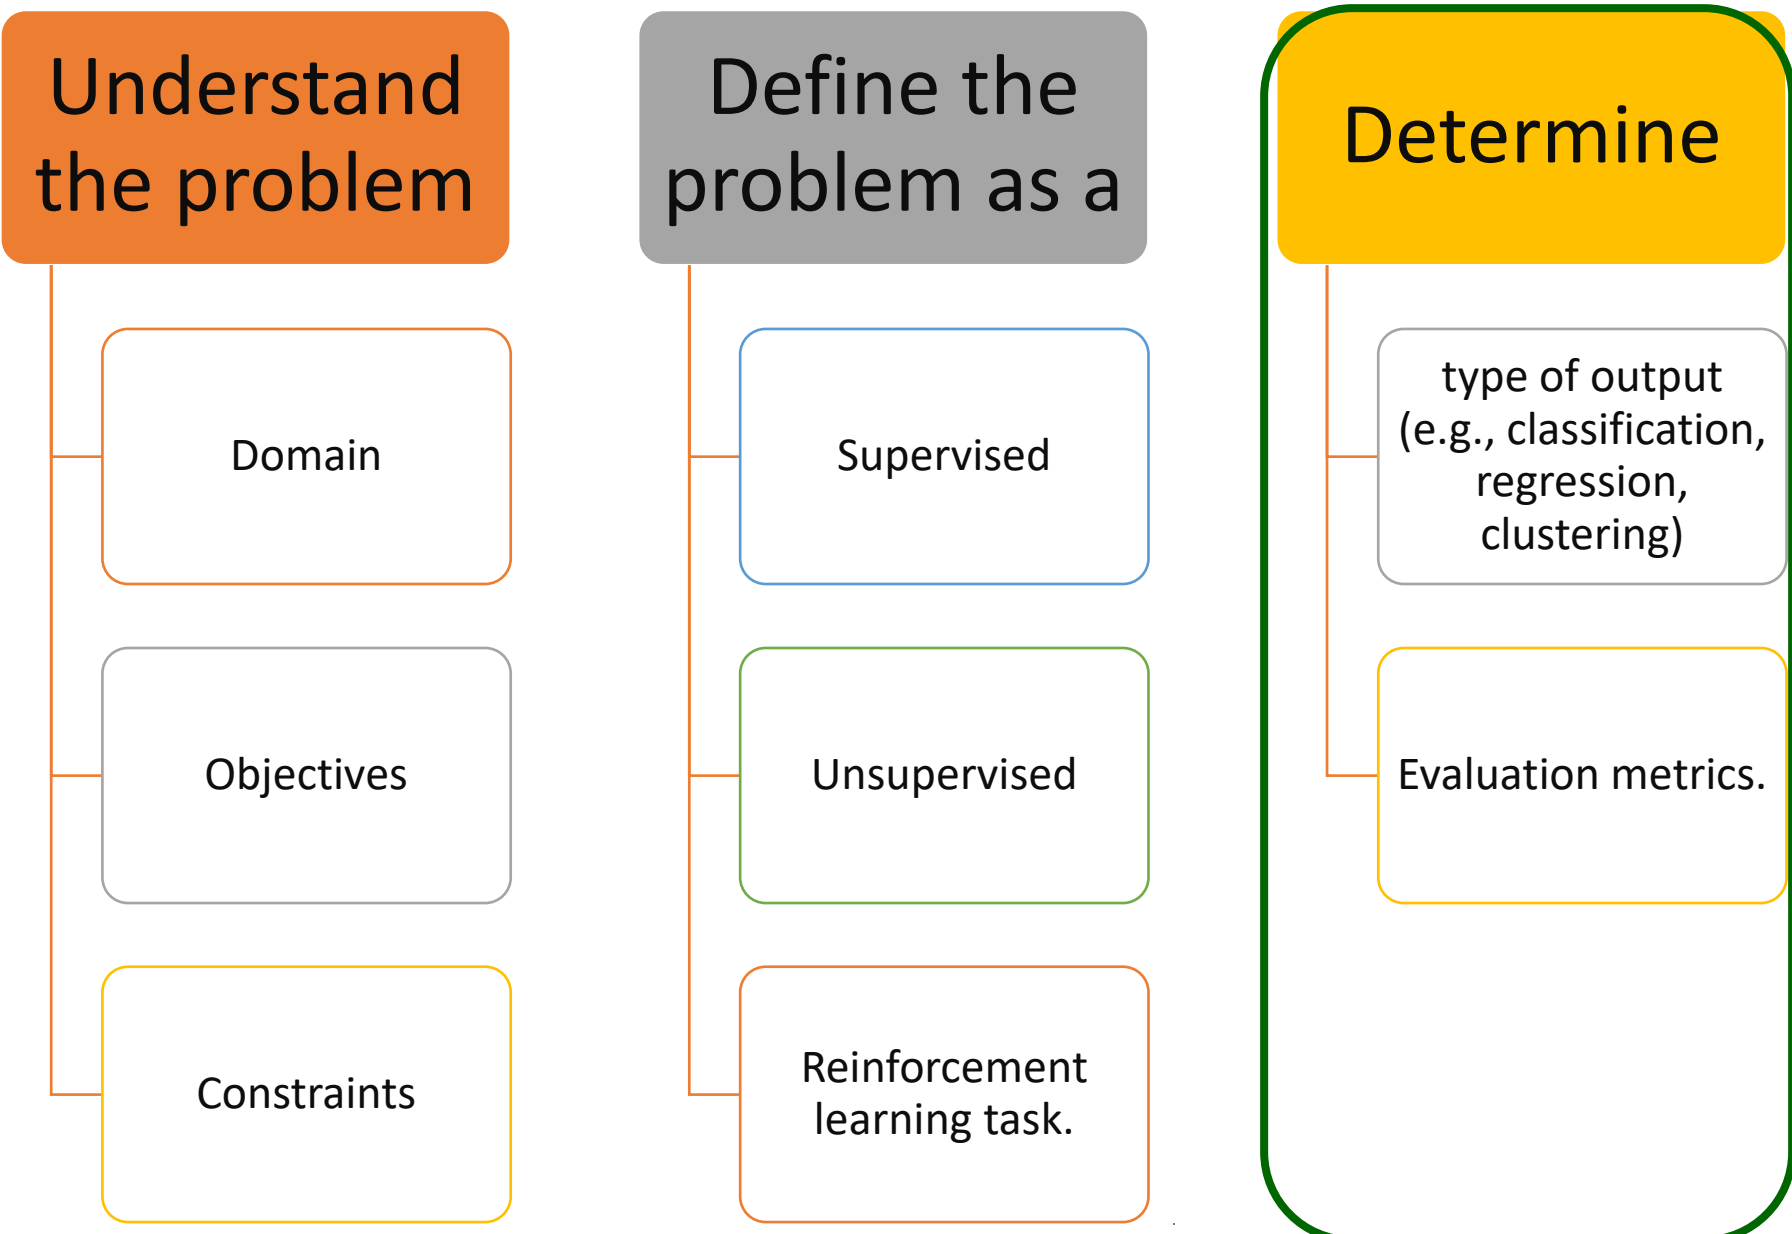 Understand
the problem
Domain
Objectives
Constraints
Define the
problem as a
Supervised
Unsupervised
Reinforcement
learning task.
Determine
type of output
(e.g., classification,
regression,
clustering)
Evaluation metrics.